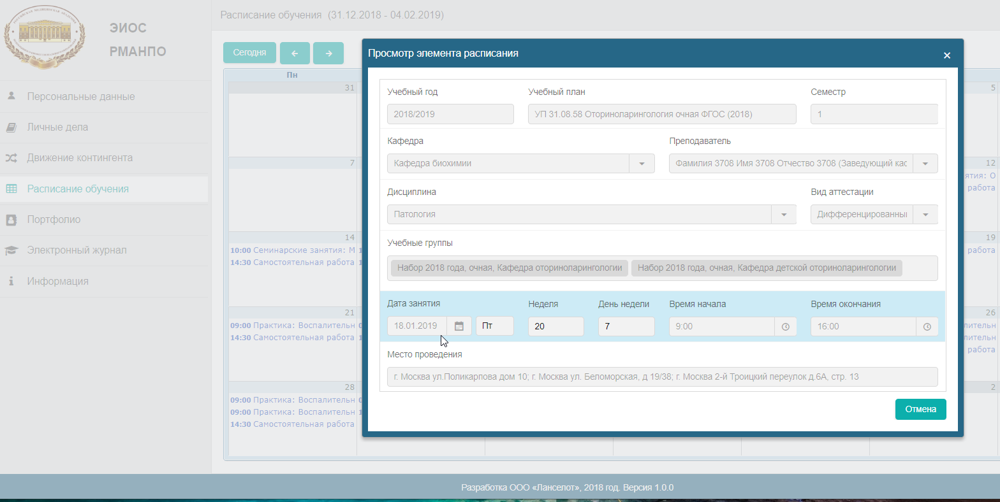 ЭИОС
РМАНПО
Персональные данные
Личные дела
Движение контингента
Расписание обучения
Портфолио
Электронный журнал
Информация
Расписание обучения (31.12.2018 - 04.02.2019)
Сегодня
Пн
31
7
14
10:00 Семинарские занятия: М
14:30 Самостоятельная работа
21
09:00 Практика: Воспалительн
14:30 Самостоятельная работа
28
09:00 Практика: Воспалительн
09:00 Практика: Воспалительн
14:30 Самостоятельная работа
5
12
ятия: О
работа
19
работа
26
лительн
лительн
работа
2
Просмотр элемента расписания
Учебный год Учебный план Семестр
2018/2019 УП 31.08.58 Оториноларингология очная ФГОС (2018) 1
Кафедра Преподаватель
Кафедра биохимии Фамилия 3708 Имя 3708 Отчество 3708 (Заведующий каф
Дисциплина Вид аттестации
Патология Дифференцированны
Учебные группы
Набор 2018 года, очная, Кафедра оториноларингологии Набор 2018 года, очная, Кафедра детской оториноларингологии
Дата занятия Неделя День недели Время начала Время окончания
18.01.2019 Пт 20 7 9:00 16:00
Место проведения
г. Москва ул.Поликарпова дом 10; г. Москва ул. Беломорская, д 19/38; г. Москва 2-й Троицкий переулок д.6А, стр. 13
Отмена
Разработка ООО «Ланселот», 2018 год. Версия 1.0.0